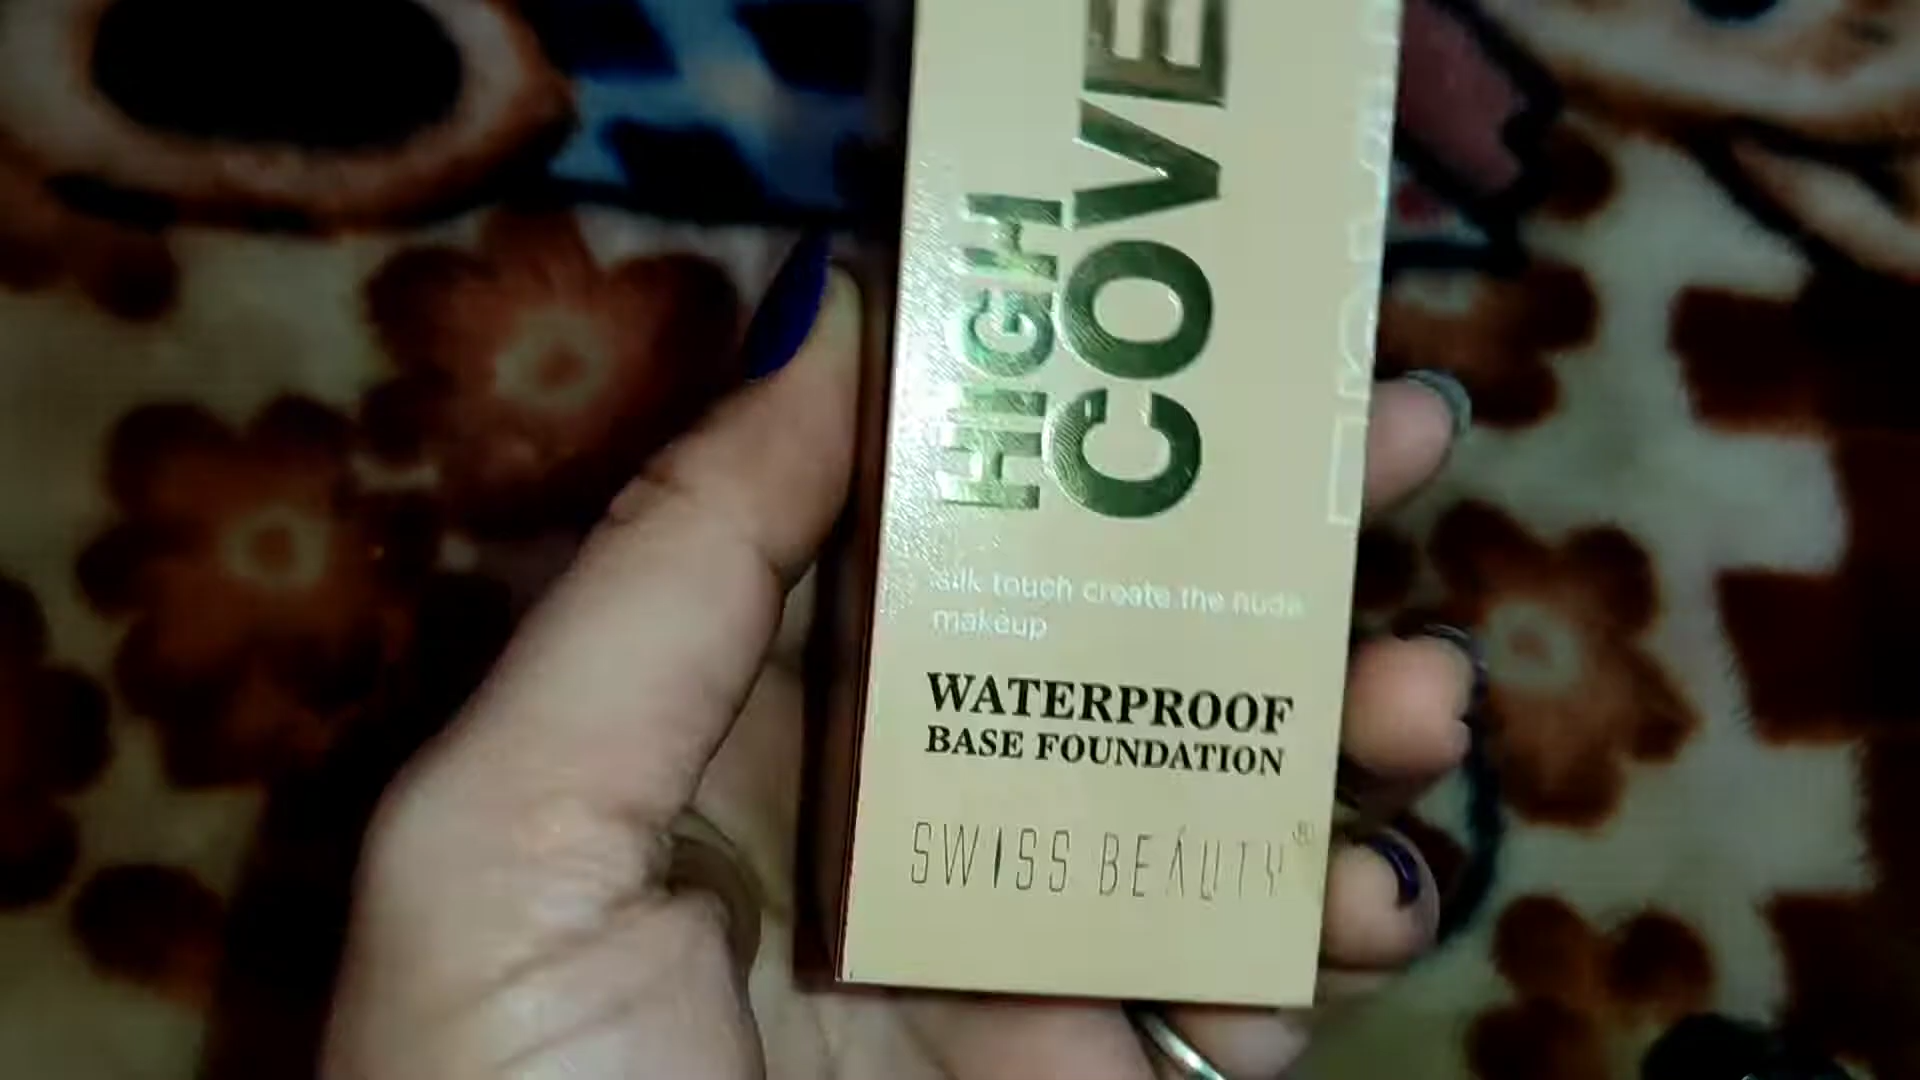 HIGH
COVE
silk touch create the nude
makeup
WATERPROOF
BASE FOUNDATION
SWISS BEAUTY®